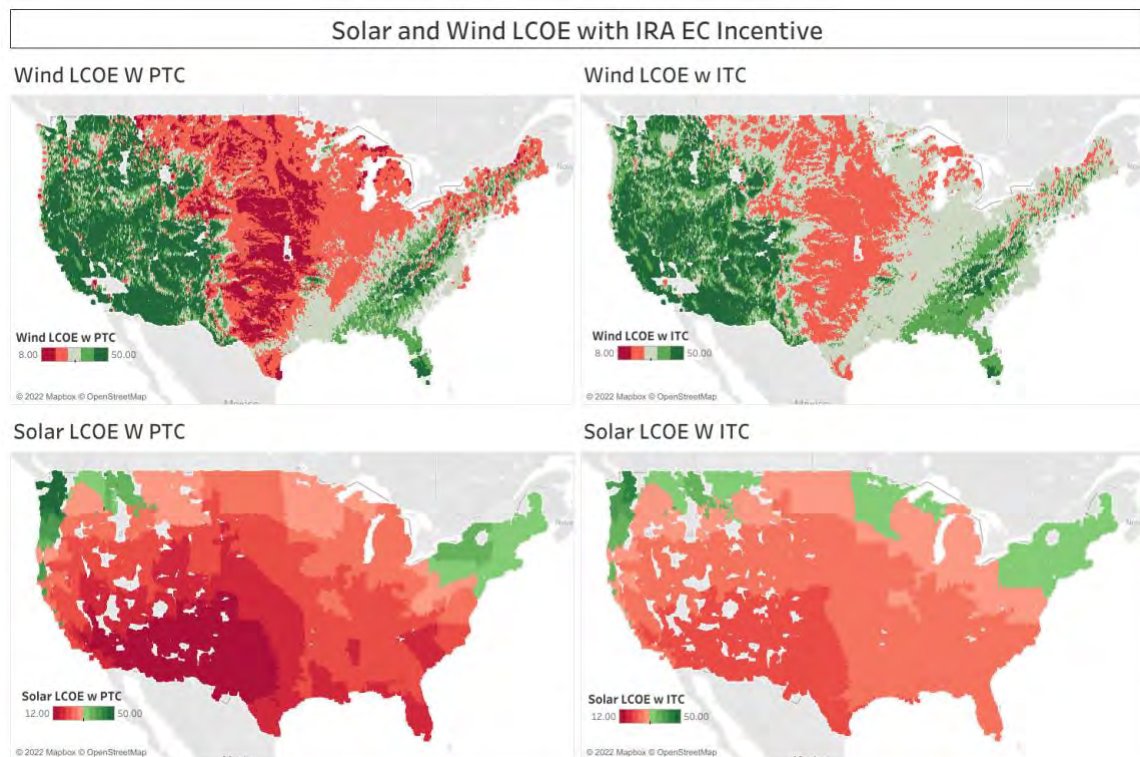 Solar and Wind LCOE with IRA EC Incentive
Wind LCOE W PTC
Wind LCOE w ITC
Wind LCOE w PTC
8.00 50.00
© 2022 Mapbox © OpenStreetMap
Wind LCOE w ITC
8.00 50.00
© 2022 Mapbox © OpenStreetMap
Solar LCOE W PTC
Solar LCOE W ITC
Solar LCOE w PTC
12.00 50.00
© 2022 Mapbox © OpenStreetMap
Solar LCOE w ITC
12.00 50.00
© 2022 Mapbox © OpenStreetMap